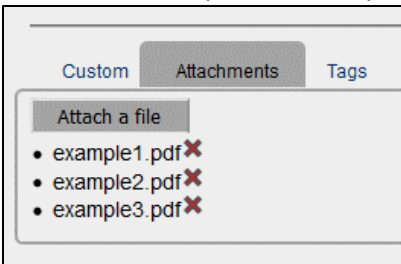 Custom Attachments Tags
Attach a file
example1.pdf
example2.pdf
example3.pdf